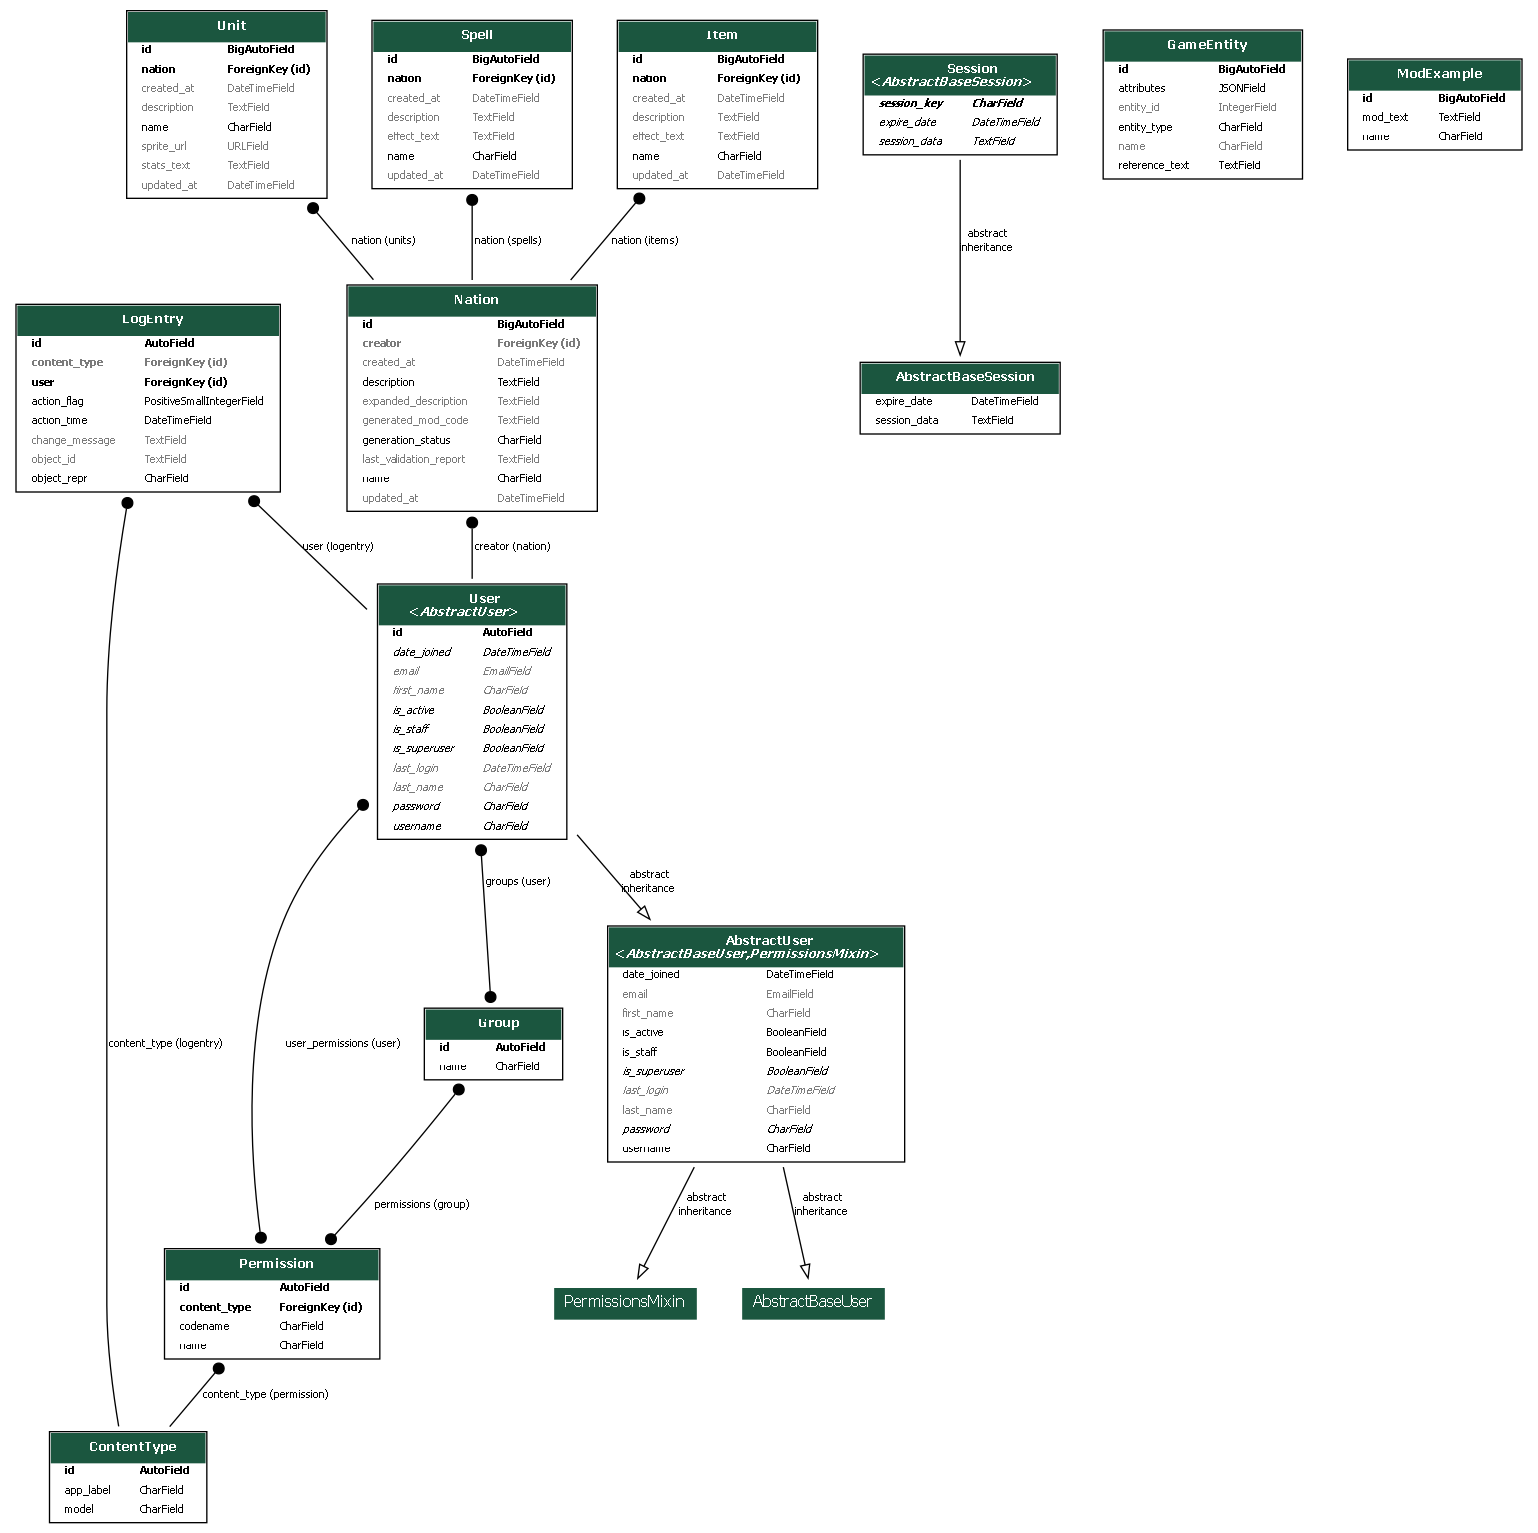 Unit
id BigAutoField
nation ForeignKey (id)
created_at DateTimeField
description TextField
name CharField
sprite_url URLField
stats_text TextField
updated_at DateTimeField
Spell
id BigAutoField
nation ForeignKey (id)
created_at DateTimeField
description TextField
effect_text TextField
name CharField
updated_at DateTimeField
Item
id BigAutoField
nation ForeignKey (id)
created_at DateTimeField
description TextField
effect_text TextField
name CharField
updated_at DateTimeField
Session
<AbstractBaseSession>
session_key CharField
expire_date DateTimeField
session_data TextField
GameEntity
id BigAutoField
attributes JSONField
entity_id IntegerField
entity_type CharField
name CharField
reference_text TextField
ModExample
id BigAutoField
mod_text TextField
name CharField
nation (units)
nation (spells)
nation (items)
abstract
inheritance
LogEntry
id AutoField
content_type ForeignKey (id)
user ForeignKey (id)
action_flag PositiveSmallIntegerField
action_time DateTimeField
change_message TextField
object_id TextField
object_repr CharField
Nation
id BigAutoField
creator ForeignKey (id)
created_at DateTimeField
description TextField
expanded_description TextField
generated_mod_code TextField
generation_status CharField
last_validation_report TextField
name CharField
updated_at DateTimeField
AbstractBaseSession
expire_date DateTimeField
session_data TextField
user (logentry)
creator (nation)
User
<AbstractUser>
id AutoField
date_joined DateTimeField
email EmailField
first_name CharField
is_active BooleanField
is_staff BooleanField
is_superuser BooleanField
last_login DateTimeField
last_name CharField
password CharField
username CharField
groups (user)
abstract
inheritance
AbstractUser
<AbstractBaseUser,PermissionsMixin>
date_joined DateTimeField
email EmailField
first_name CharField
is_active BooleanField
is_staff BooleanField
is_superuser BooleanField
last_login DateTimeField
last_name CharField
password CharField
username CharField
content_type (logentry)
user_permissions (user)
Group
id AutoField
name CharField
permissions (group)
abstract
inheritance
abstract
inheritance
Permission
id AutoField
content_type ForeignKey (id)
codename CharField
name CharField
PermissionsMixin
AbstractBaseUser
content_type (permission)
ContentType
id AutoField
app_label CharField
model CharField